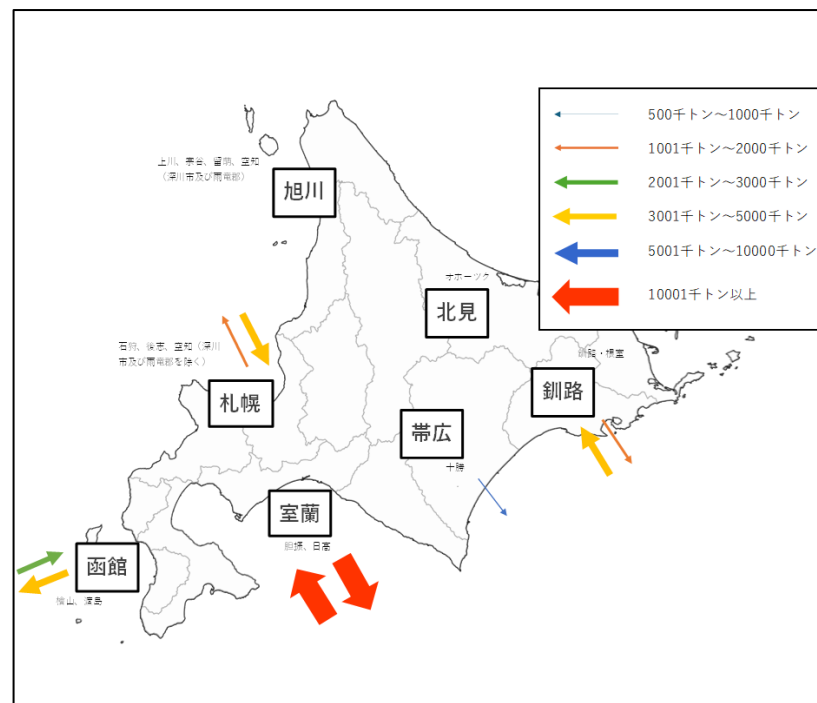 500千トン～1000千トン
1001千トン～2000千トン
2001千トン～3000千トン
3001千トン～5000千トン
5001千トン～10000千トン
10001千トン以上
上川、宗谷、留萌、空知
（深川市及び雨竜郡）
旭川
オホーツク
北見
石狩、後志、空知（深川
市及び雨竜郡を除く）
札幌
釧路・根室
釧路
帯広
十勝
室蘭
胆振、日高
函館
檜山、渡島